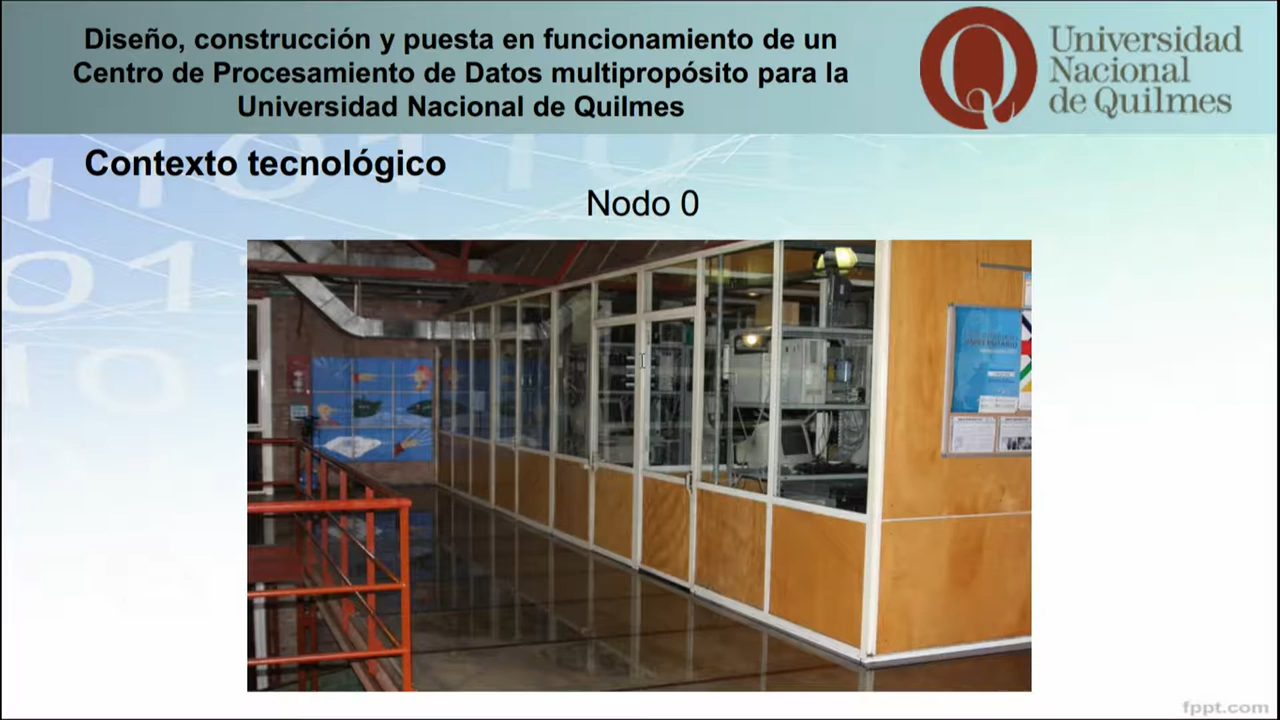 Diseño, construcción y puesta en funcionamiento de un
Centro de Procesamiento de Datos multipropósito para la
Universidad Nacional de Quilmes
Universidad
Nacional
de Quilmes
Contexto tecnológico
Nodo 0
fppt.com